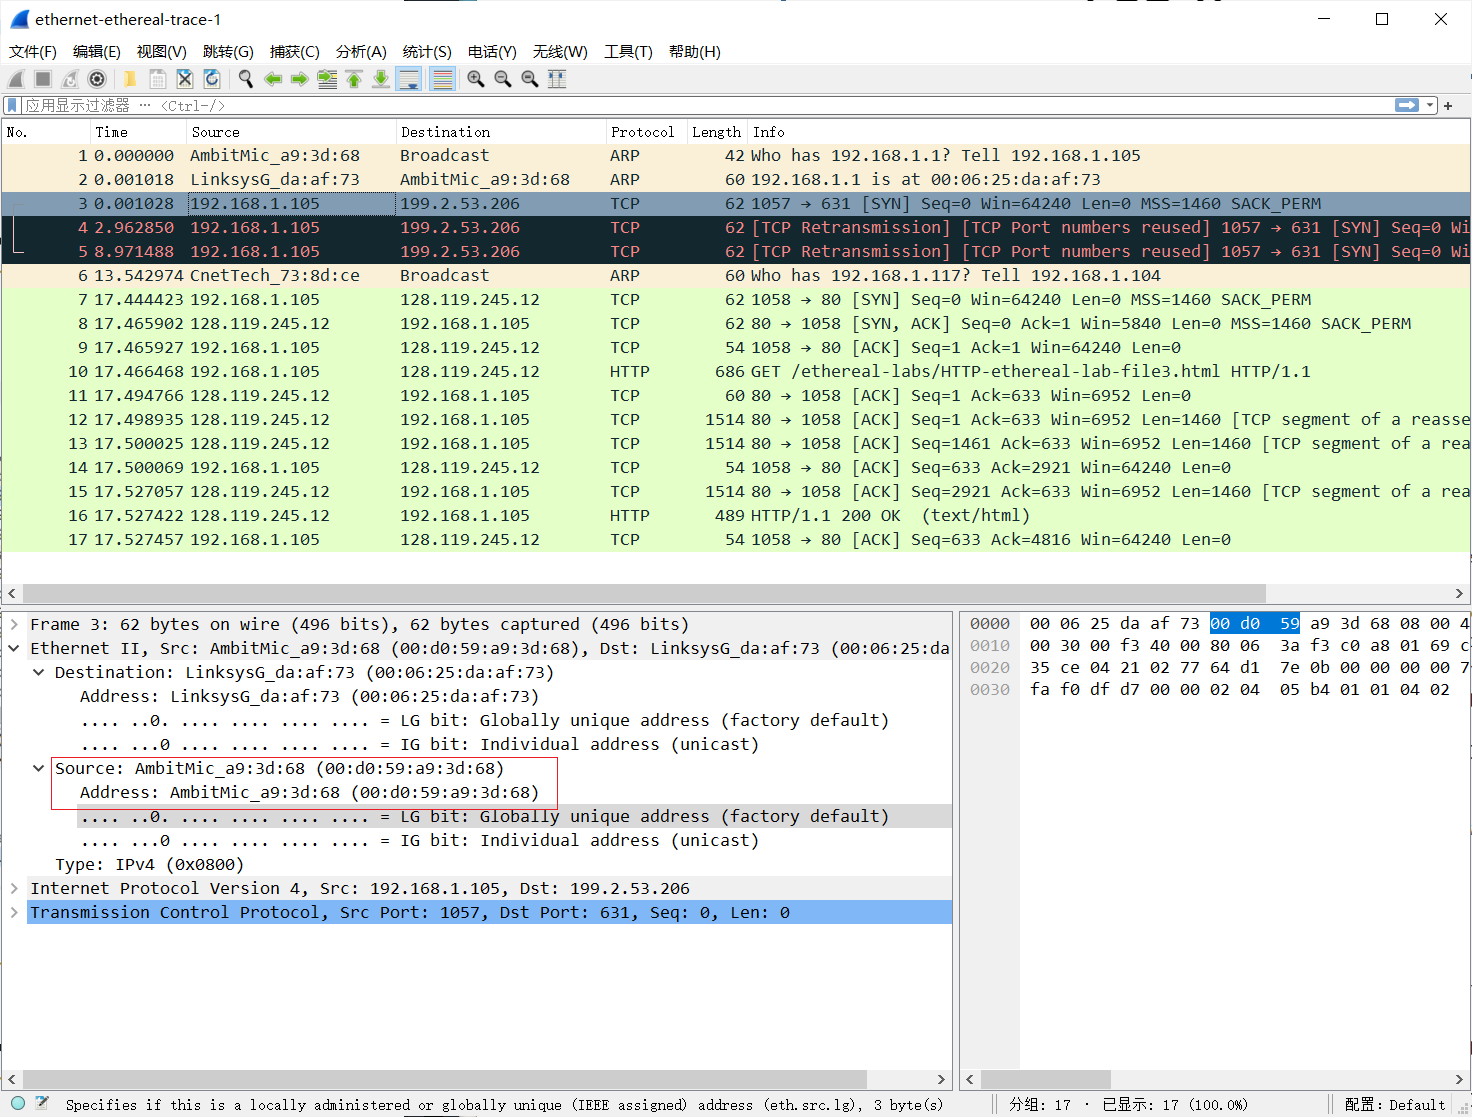 ethernet-ethereal-trace-1
文件(F) 编辑(E) 视图(V) 跳转(G) 捕获(C) 分析(A) 统计(S) 电话(Y) 无线(W) 工具(T) 帮助(H)
应用显示过滤器 … <Ctrl-/>
No. Time Source Destination Protocol Length Info
1 0.000000 AmbitMic_a9:3d:68 Broadcast ARP 42 Who has 192.168.1.1? Tell 192.168.1.105
2 0.001018 LinksysG_da:af:73 AmbitMic_a9:3d:68 ARP 60 192.168.1.1 is at 00:06:25:da:af:73
3 0.001028 192.168.1.105 199.2.53.206 TCP 62 1057 → 631 [SYN] Seq=0 Win=64240 Len=0 MSS=1460 SACK_PERM
4 2.962850 192.168.1.105 199.2.53.206 TCP 62 [TCP Retransmission] [TCP Port numbers reused] 1057 → 631 [SYN] Seq=0 Wi
5 8.971488 192.168.1.105 199.2.53.206 TCP 62 [TCP Retransmission] [TCP Port numbers reused] 1057 → 631 [SYN] Seq=0 Wi
6 13.542974 CnetTech_73:8d:ce Broadcast ARP 60 Who has 192.168.1.117? Tell 192.168.1.104
7 17.444423 192.168.1.105 128.119.245.12 TCP 62 1058 → 80 [SYN] Seq=0 Win=64240 Len=0 MSS=1460 SACK_PERM
8 17.465902 128.119.245.12 192.168.1.105 TCP 62 80 → 1058 [SYN, ACK] Seq=0 Ack=1 Win=5840 Len=0 MSS=1460 SACK_PERM
9 17.465927 192.168.1.105 128.119.245.12 TCP 54 1058 → 80 [ACK] Seq=1 Ack=1 Win=64240 Len=0
10 17.466468 192.168.1.105 128.119.245.12 HTTP 686 GET /ethereal-labs/HTTP-ethereal-lab-file3.html HTTP/1.1
11 17.494766 128.119.245.12 192.168.1.105 TCP 60 80 → 1058 [ACK] Seq=1 Ack=633 Win=6952 Len=0
12 17.498935 128.119.245.12 192.168.1.105 TCP 1514 80 → 1058 [ACK] Seq=1 Ack=633 Win=6952 Len=1460 [TCP segment of a reasse
13 17.500025 128.119.245.12 192.168.1.105 TCP 1514 80 → 1058 [ACK] Seq=1461 Ack=633 Win=6952 Len=1460 [TCP segment of a rea
14 17.500069 192.168.1.105 128.119.245.12 TCP 54 1058 → 80 [ACK] Seq=633 Ack=2921 Win=64240 Len=0
15 17.527057 128.119.245.12 192.168.1.105 TCP 1514 80 → 1058 [ACK] Seq=2921 Ack=633 Win=6952 Len=1460 [TCP segment of a rea
16 17.527422 128.119.245.12 192.168.1.105 HTTP 489 HTTP/1.1 200 OK (text/html)
17 17.527457 192.168.1.105 128.119.245.12 TCP 54 1058 → 80 [ACK] Seq=633 Ack=4816 Win=64240 Len=0
Frame 3: 62 bytes on wire (496 bits), 62 bytes captured (496 bits)
Ethernet II, Src: AmbitMic_a9:3d:68 (00:d0:59:a9:3d:68), Dst: LinksysG_da:af:73 (00:06:25:da
Destination: LinksysG_da:af:73 (00:06:25:da:af:73)
Address: LinksysG_da:af:73 (00:06:25:da:af:73)
.... ..0. .... .... .... .... = LG bit: Globally unique address (factory default)
.... ...0 .... .... .... .... = IG bit: Individual address (unicast)
Source: AmbitMic_a9:3d:68 (00:d0:59:a9:3d:68)
Address: AmbitMic_a9:3d:68 (00:d0:59:a9:3d:68)
.... ..0. .... .... .... .... = LG bit: Globally unique address (factory default)
.... ...0 .... .... .... .... = IG bit: Individual address (unicast)
Type: IPv4 (0x0800)
Internet Protocol Version 4, Src: 192.168.1.105, Dst: 199.2.53.206
Transmission Control Protocol, Src Port: 1057, Dst Port: 631, Seq: 0, Len: 0
0000 00 06 25 da af 73 00 d0 59 a9 3d 68 08 00 4
0010 00 30 00 f3 40 00 80 06 3a f3 c0 a8 01 69 c
0020 35 ce 04 21 02 77 64 d1 7e 0b 00 00 00 00 7
0030 fa f0 df d7 00 00 02 04 05 b4 01 01 04 02
Specifies if this is a locally administered or globally unique (IEEE assigned) address (eth.src.lg), 3 byte(s) 分组: 17 · 已显示: 17 (100.0%) 配置: Default